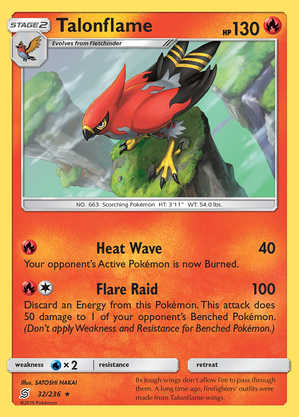 STAGE 2 Talonflame HP 130
Evolves from Fletchinder
NO. 663 Scorching Pokémon HT: 3'11" WT: 54.0 lbs.
Heat Wave 40
Your opponent's Active Pokémon is now Burned.
Flare Raid 100
Discard an Energy from this Pokémon. This attack does
50 damage to 1 of your opponent's Benched Pokémon.
(Don't apply Weakness and Resistance for Benched Pokémon.)
weakness ×2 resistance retreat
Its tough wings don't allow fire to pass through
them. A long time ago, firefighters' outfits were
made from Talonflame wings.
Illus. SATOSHI NAKAI
32/236
©2019 Pokémon